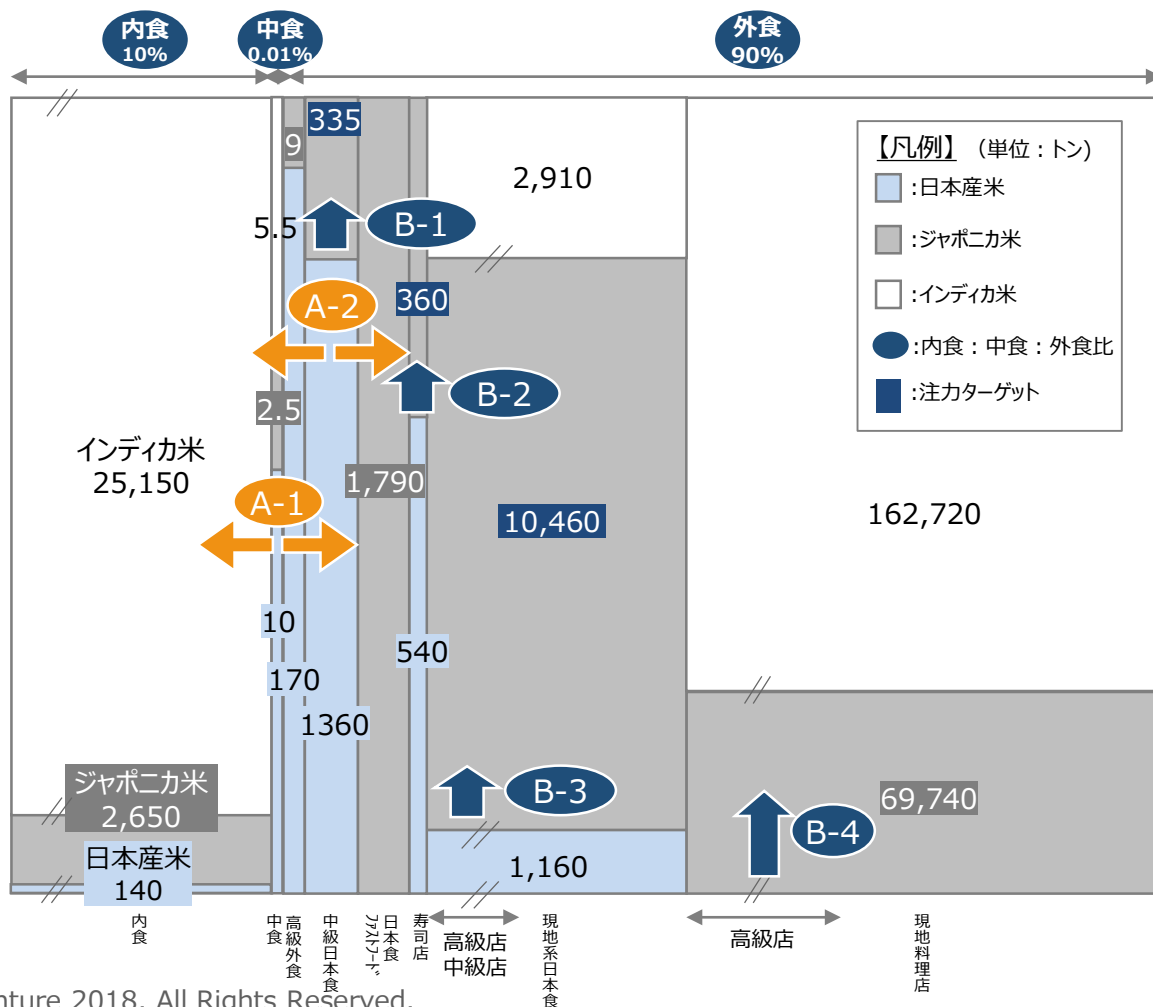 内食
10%
中食
0.01%
外食
90%
335
9
2,910
【凡例】 （単位：トン）
:日本産米
:ジャポニカ米
:インディカ米
:内食：中食：外食比
:注力ターゲット
5.5
B-1
A-2
360
B-2
2.5
インディカ米
25,150
1,790
A-1
10,460
162,720
10
540
170
1360
ジャポニカ米
2,650
B-3
69,740
B-4
日本産米
140
1,160
内食
中食
高級外食
中級日本食
日本食
ファストフード
寿司店
高級店
中級店
現地系日本食
高級店
現地料理店
nture 2018. All Rights Reserved.